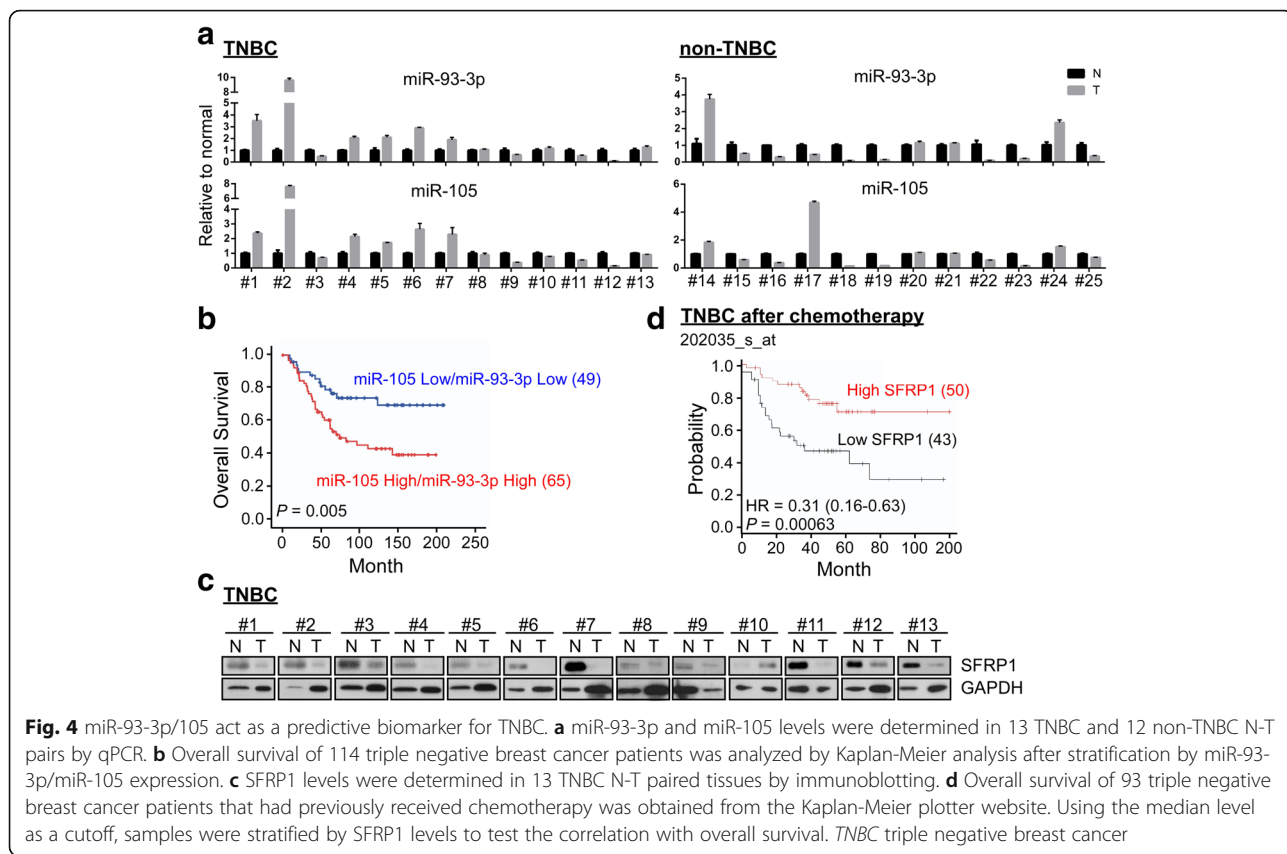 a
TNBC
non-TNBC
miR-93-3p
miR-93-3p
N
T
10
8
6
4
3
2
1
0
5
4
3
2
1
0
Relative to normal
miR-105
miR-105
8
6
4
3
2
1
0
6
4
2
0
#1 #2 #3 #4 #5 #6 #7 #8 #9 #10 #11 #12 #13
#14 #15 #16 #17 #18 #19 #20 #21 #22 #23 #24 #25
b
1.0
0.8
0.6
0.4
0.2
0.0
Overall Survival
miR-105 Low/miR-93-3p Low (49)
miR-105 High/miR-93-3p High (65)
P = 0.005
0 50 100 150 200 250
Month
d
TNBC after chemotherapy
202035_s_at
1.0
0.8
0.6
0.4
0.2
0.0
Probability
High SFRP1 (50)
Low SFRP1 (43)
HR = 0.31 (0.16-0.63)
P = 0.00063
0 20 40 60 80 100 120 200
Month
c
TNBC
#1 #2 #3 #4 #5 #6 #7 #8 #9 #10 #11 #12 #13
N T N T N T N T N T N T N T N T N T N T N T N T N T
SFRP1
GAPDH
Fig. 4 miR-93-3p/105 act as a predictive biomarker for TNBC. a miR-93-3p and miR-105 levels were determined in 13 TNBC and 12 non-TNBC N-T
pairs by qPCR. b Overall survival of 114 triple negative breast cancer patients was analyzed by Kaplan-Meier analysis after stratification by miR-93-
3p/miR-105 expression. c SFRP1 levels were determined in 13 TNBC N-T paired tissues by immunoblotting. d Overall survival of 93 triple negative
breast cancer patients that had previously received chemotherapy was obtained from the Kaplan-Meier plotter website. Using the median level
as a cutoff, samples were stratified by SFRP1 levels to test the correlation with overall survival. TNBC triple negative breast cancer